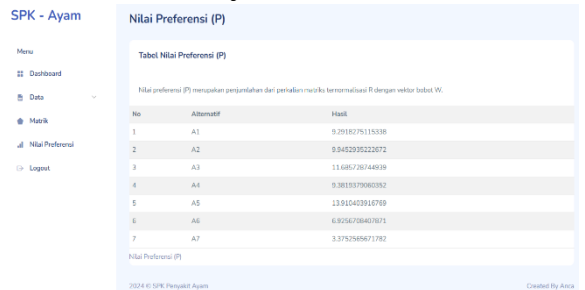 SPK - Ayam
Menu
Dashboard
Data
Matrik
Nilai Preferensi
Logout
Nilai Preferensi (P)
Tabel Nilai Preferensi (P)
Nilai preferensi (P) merupakan penjumlahan dari perkalian matriks ternormalisasi R dengan vektor bobot W.
No Alternatif Hasil
1 A1 9.2918275115338
2 A2 9.9452935222672
3 A3 11.685728744939
4 A4 9.3819379060352
5 A5 13.910403916769
6 A6 6.9256708407871
7 A7 3.3752565671782
Nilai Preferensi (P)
2024 © SPK Penyakit Ayam
Created By Anca